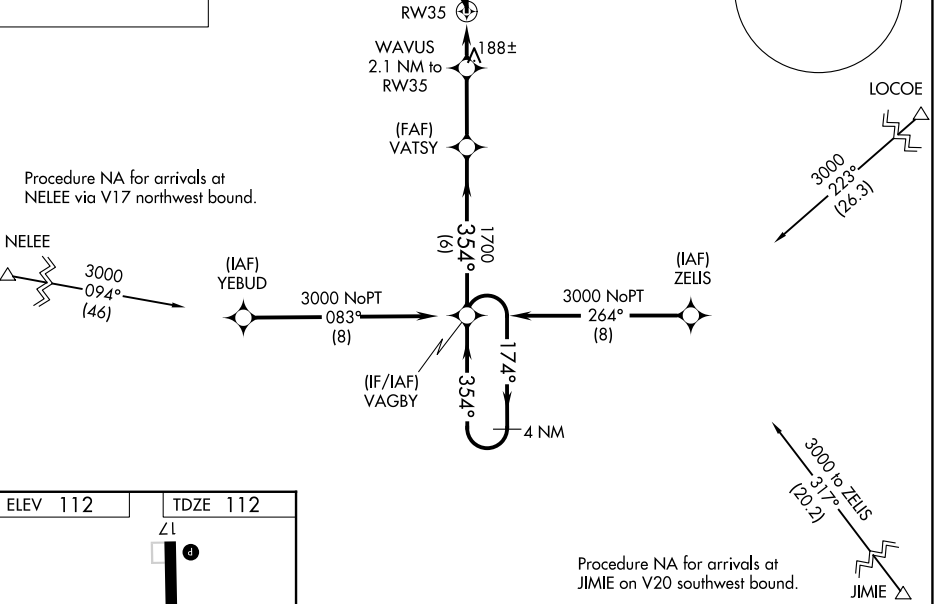 RW35
WAVUS
2.1 NM to
RW35
188±
LOCOE
(FAF)
VATSY
3000
223°
(26.3)
Procedure NA for arrivals at
NELEE via V17 northwest bound.
NELEE
3000
094°
(46)
(IAF)
YEBUD
1700
354°
(6)
(IAF)
ZELIS
3000 NoPT
083°
(8)
3000 NoPT
264°
(8)
(IF/IAF)
VAGBY
354°
174°
4 NM
3000 to ZELIS
317°
(20.2)
ELEV 112
TDZE 112
17
P
Procedure NA for arrivals at
JIMIE on V20 southwest bound.
JIMIE